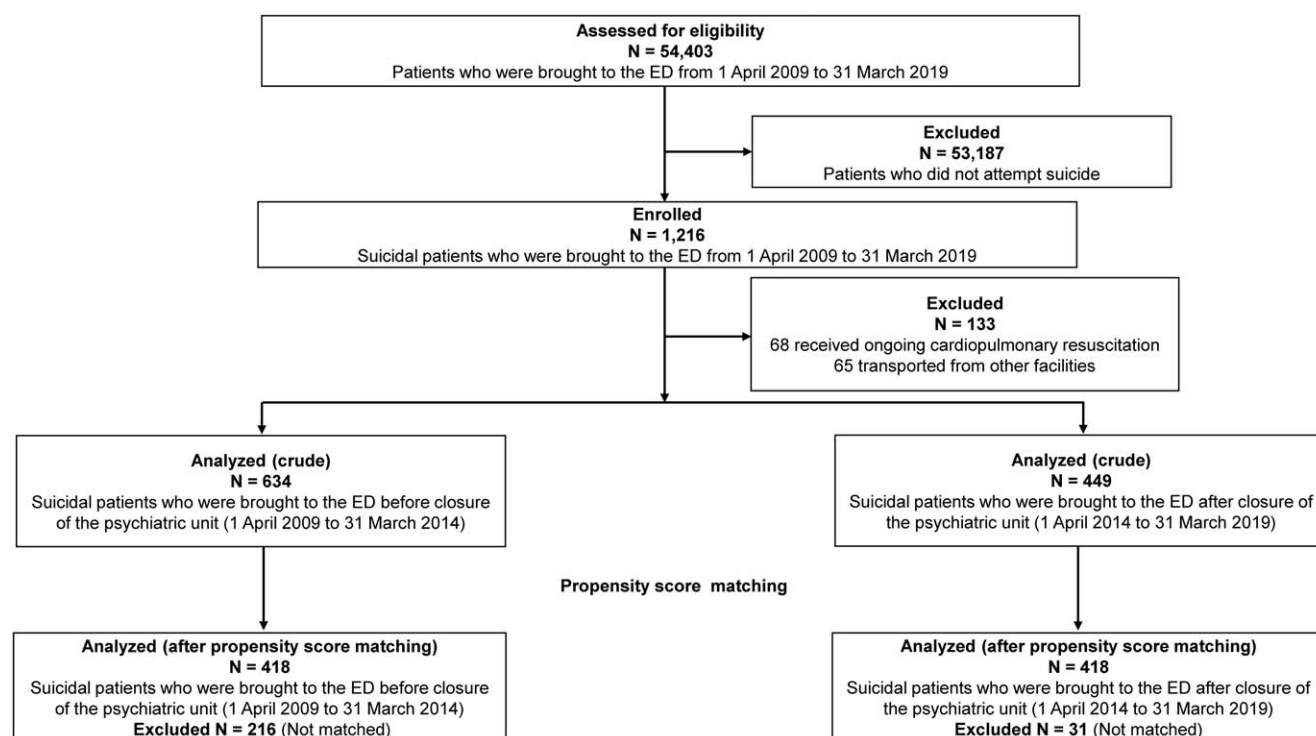 Assessed for eligibility
N = 54,403
Patients who were brought to the ED from 1 April 2009 to 31 March 2019
Excluded
N = 53,187
Patients who did not attempt suicide
Enrolled
N = 1,216
Suicidal patients who were brought to the ED from 1 April 2009 to 31 March 2019
Excluded
N = 133
68 received ongoing cardiopulmonary resuscitation
65 transported from other facilities
Analyzed (crude)
N = 634
Suicidal patients who were brought to the ED before closure
of the psychiatric unit (1 April 2009 to 31 March 2014)
Analyzed (crude)
N = 449
Suicidal patients who were brought to the ED after closure of
the psychiatric unit (1 April 2014 to 31 March 2019)
Propensity score matching
Analyzed (after propensity score matching)
N = 418
Suicidal patients who were brought to the ED before closure
of the psychiatric unit (1 April 2009 to 31 March 2014)
Excluded N = 216 (Not matched)
Analyzed (after propensity score matching)
N = 418
Suicidal patients who were brought to the ED after closure of
the psychiatric unit (1 April 2014 to 31 March 2019)
Excluded N = 31 (Not matched)